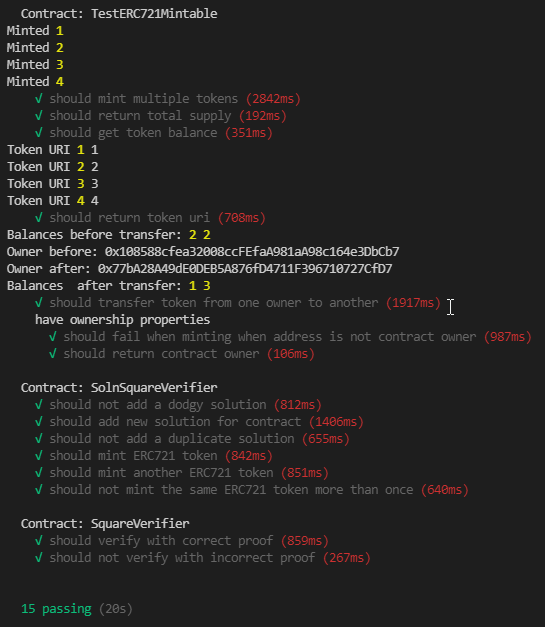 Contract: TestERC721Mintable
Minted 1
Minted 2
Minted 3
Minted 4
√ should mint multiple tokens (2842ms)
√ should return total supply (192ms)
√ should get token balance (351ms)
Token URI 1 1
Token URI 2 2
Token URI 3 3
Token URI 4 4
√ should return token uri (708ms)
Balances before transfer: 2 2
Owner before: 0x108588cfea32008ccFEfaA981aA98c164e3DbCb7
Owner after: 0x77bA28A49dE0DEB5A876fD4711F396710727CfD7
Balances  after transfer: 1 3
√ should transfer token from one owner to another (1917ms)
have ownership properties
√ should fail when minting when address is not contract owner (987ms)
√ should return contract owner (106ms)
Contract: SolnSquareVerifier
√ should not add a dodgy solution (812ms)
√ should add new solution for contract (1406ms)
√ should not add a duplicate solution (655ms)
√ should mint ERC721 token (842ms)
√ should mint another ERC721 token (851ms)
√ should not mint the same ERC721 token more than once (640ms)
Contract: SquareVerifier
√ should verify with correct proof (859ms)
√ should not verify with incorrect proof (267ms)
15 passing (20s)